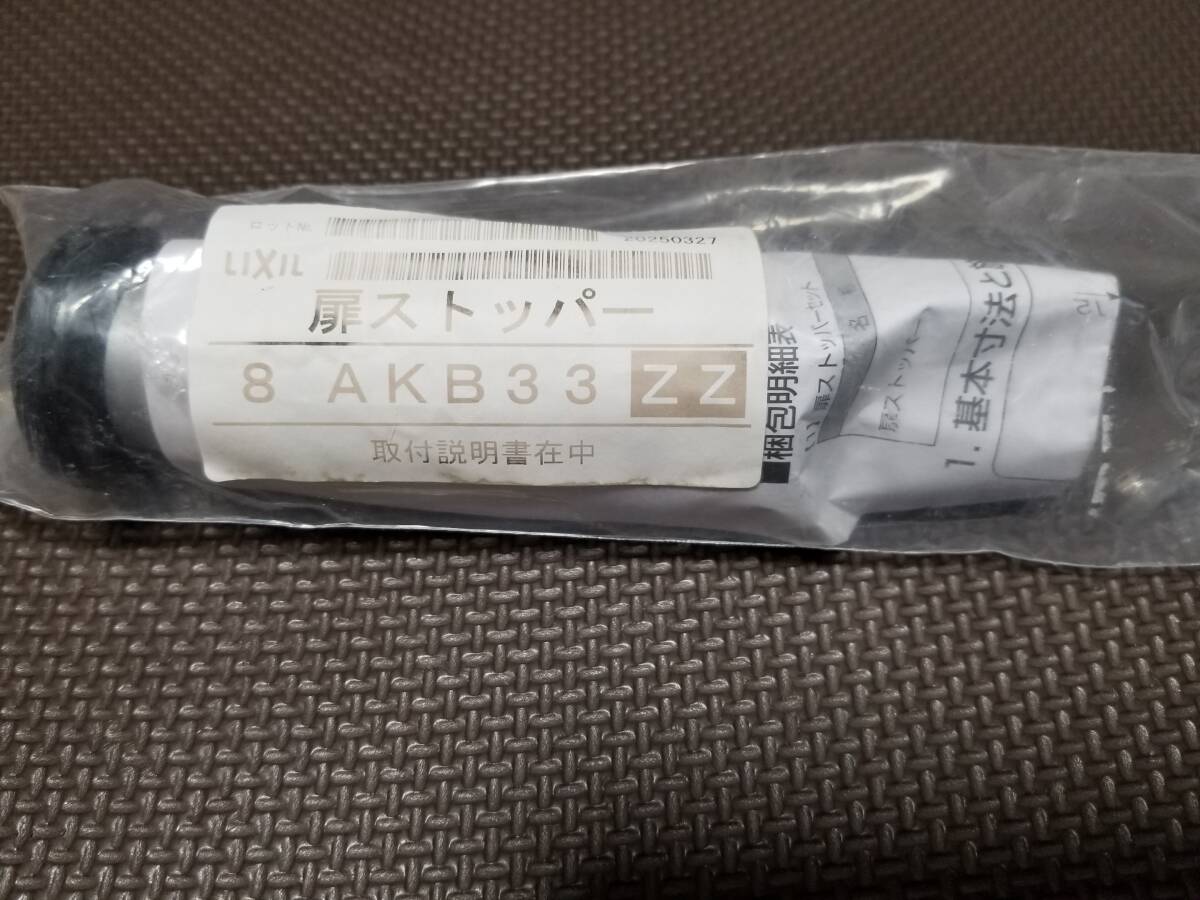 ロット№
20250327
LIXIL
扉ストッパー
8 AKB33 ZZ
取付説明書在中
■梱包明細表
扉ストッパーセット
名
扉ストッパー
1. 基本寸法と